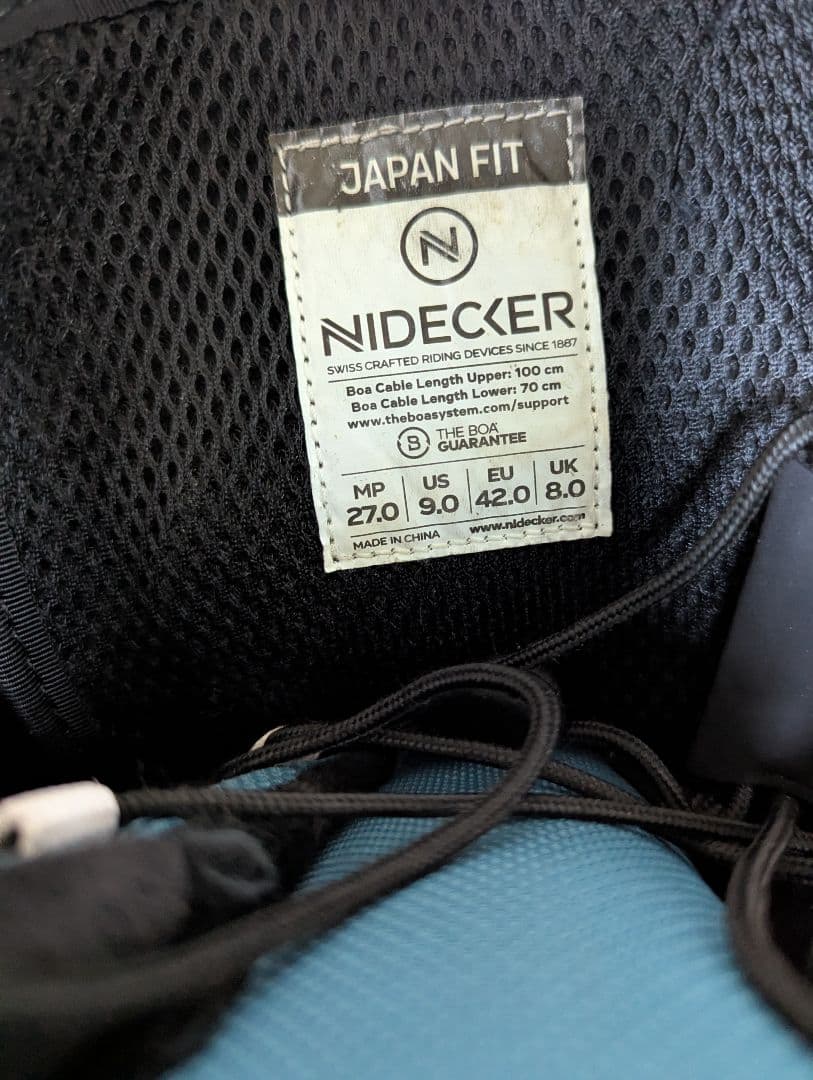 JAPAN FIT
N
NIDECKER
SWISS CRAFTED RIDING DEVICES SINCE 1887
Boa Cable Length Upper: 100 cm
Boa Cable Length Lower: 70 cm
www.theboasystem.com/support
B THE BOA
GUARANTEE
MP US EU UK
27.0 9.0 42.0 8.0
MADE IN CHINA www.nidecker.com